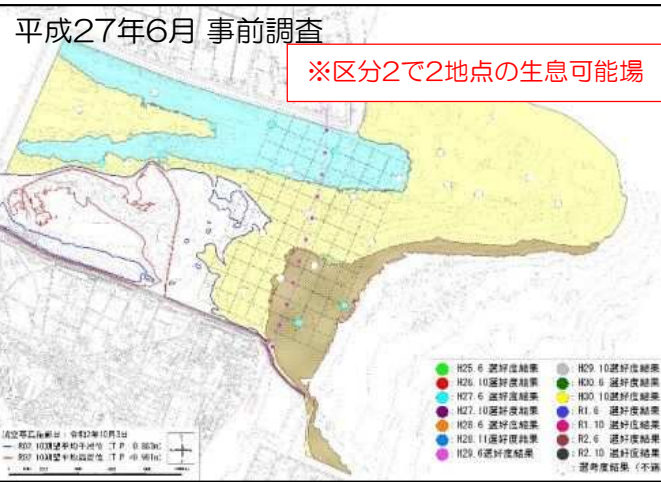 平成27年6月 事前調査
※区分2で2地点の生息可能場
H25.6 選好度結果
H26.10選好度結果
H27.6 選好度結果
H27.10選好度結果
H28.6 選好度結果
H28.11選好度結果
H29.6選好度結果
H29.10選好度結果
H30.6 選好度結果
H30.10選好度結果
R1.6 選好度結果
R1.10 選好度結果
R2.6 選好度結果
R2.10 選好度結果